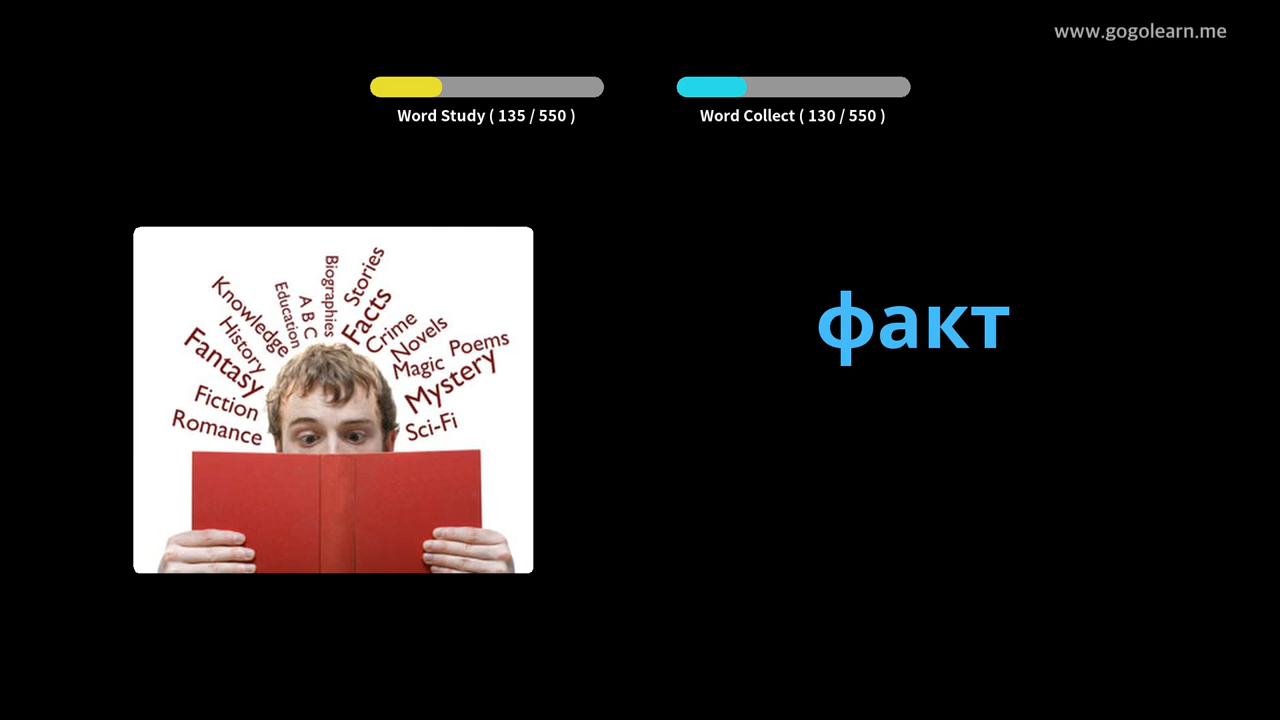 www.gogolearn.me
Word Study ( 135 / 550 )
Word Collect ( 130 / 550 )
Knowledge
Education
A B C
Biographies
Stories
Facts
Crime
Novels
Poems
Magic
Mystery
Sci-Fi
History
Fantasy
Fiction
Romance
факт